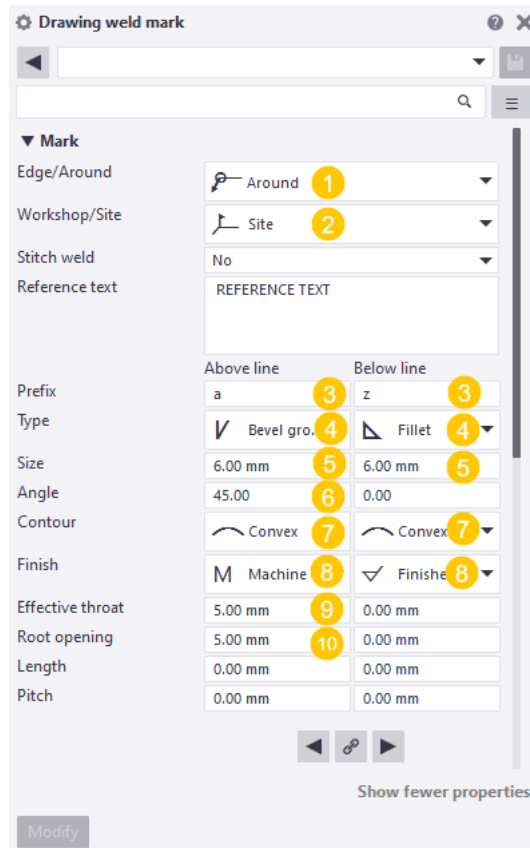 Drawing weld mark
Mark
Edge/Around Around 1
Workshop/Site Site 2
Stitch weld No
Reference text REFERENCE TEXT
Above line Below line
Prefix a 3 z 3
Type Bevel gro... 4 Fillet 4
Size 6.00 mm 5 6.00 mm 5
Angle 45.00 6 0.00
Contour Convex 7 Convex 7
Finish M Machine 8 Finishe 8
Effective throat 5.00 mm 9 0.00 mm
Root opening 5.00 mm 10 0.00 mm
Length 0.00 mm 0.00 mm
Pitch 0.00 mm 0.00 mm
Show fewer properties
Modify